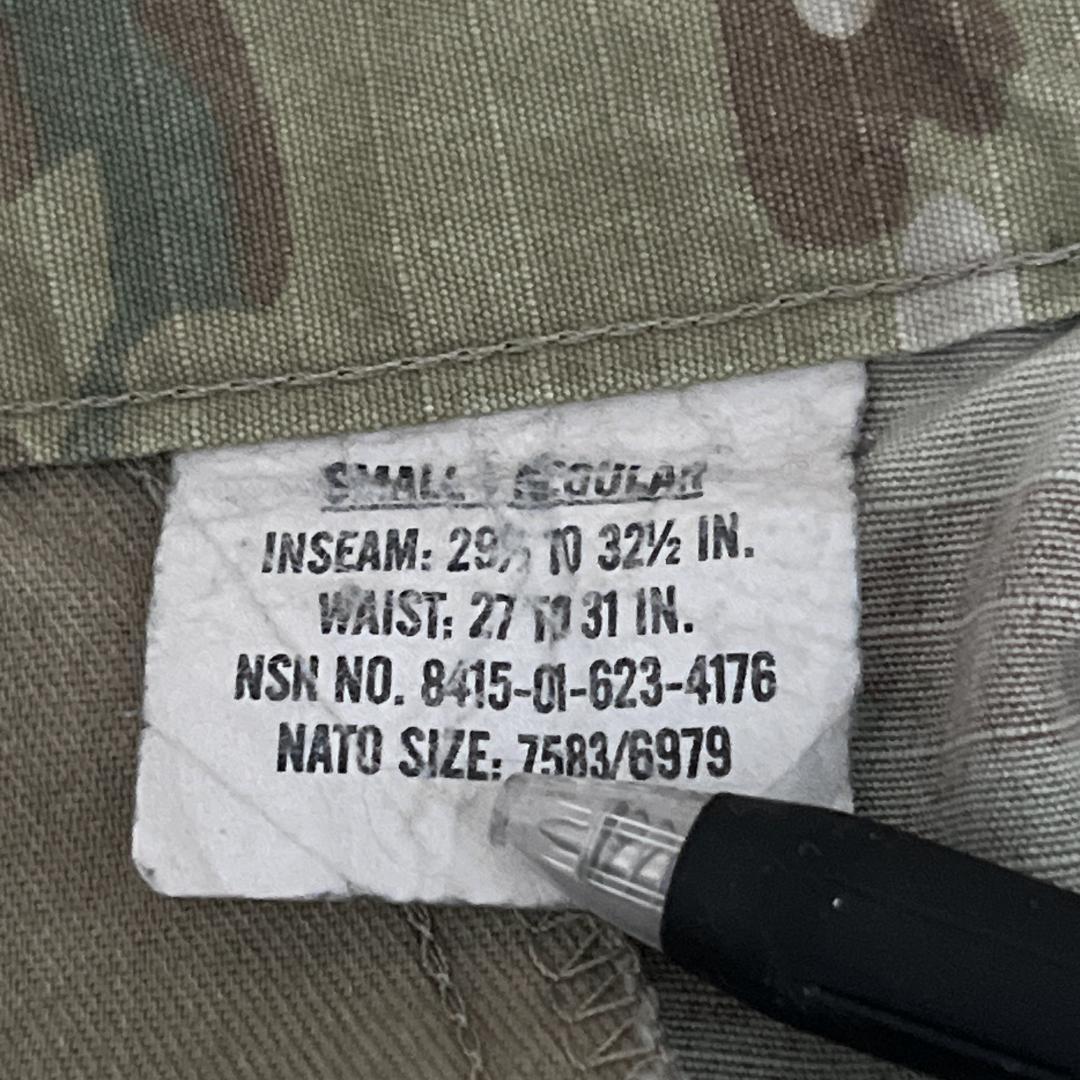 SMALL - REGULAR
INSEAM: 29½ TO 32½ IN.
WAIST: 27 TO 31 IN.
NSN NO. 8415-01-623-4176
NATO SIZE: 7583/6979